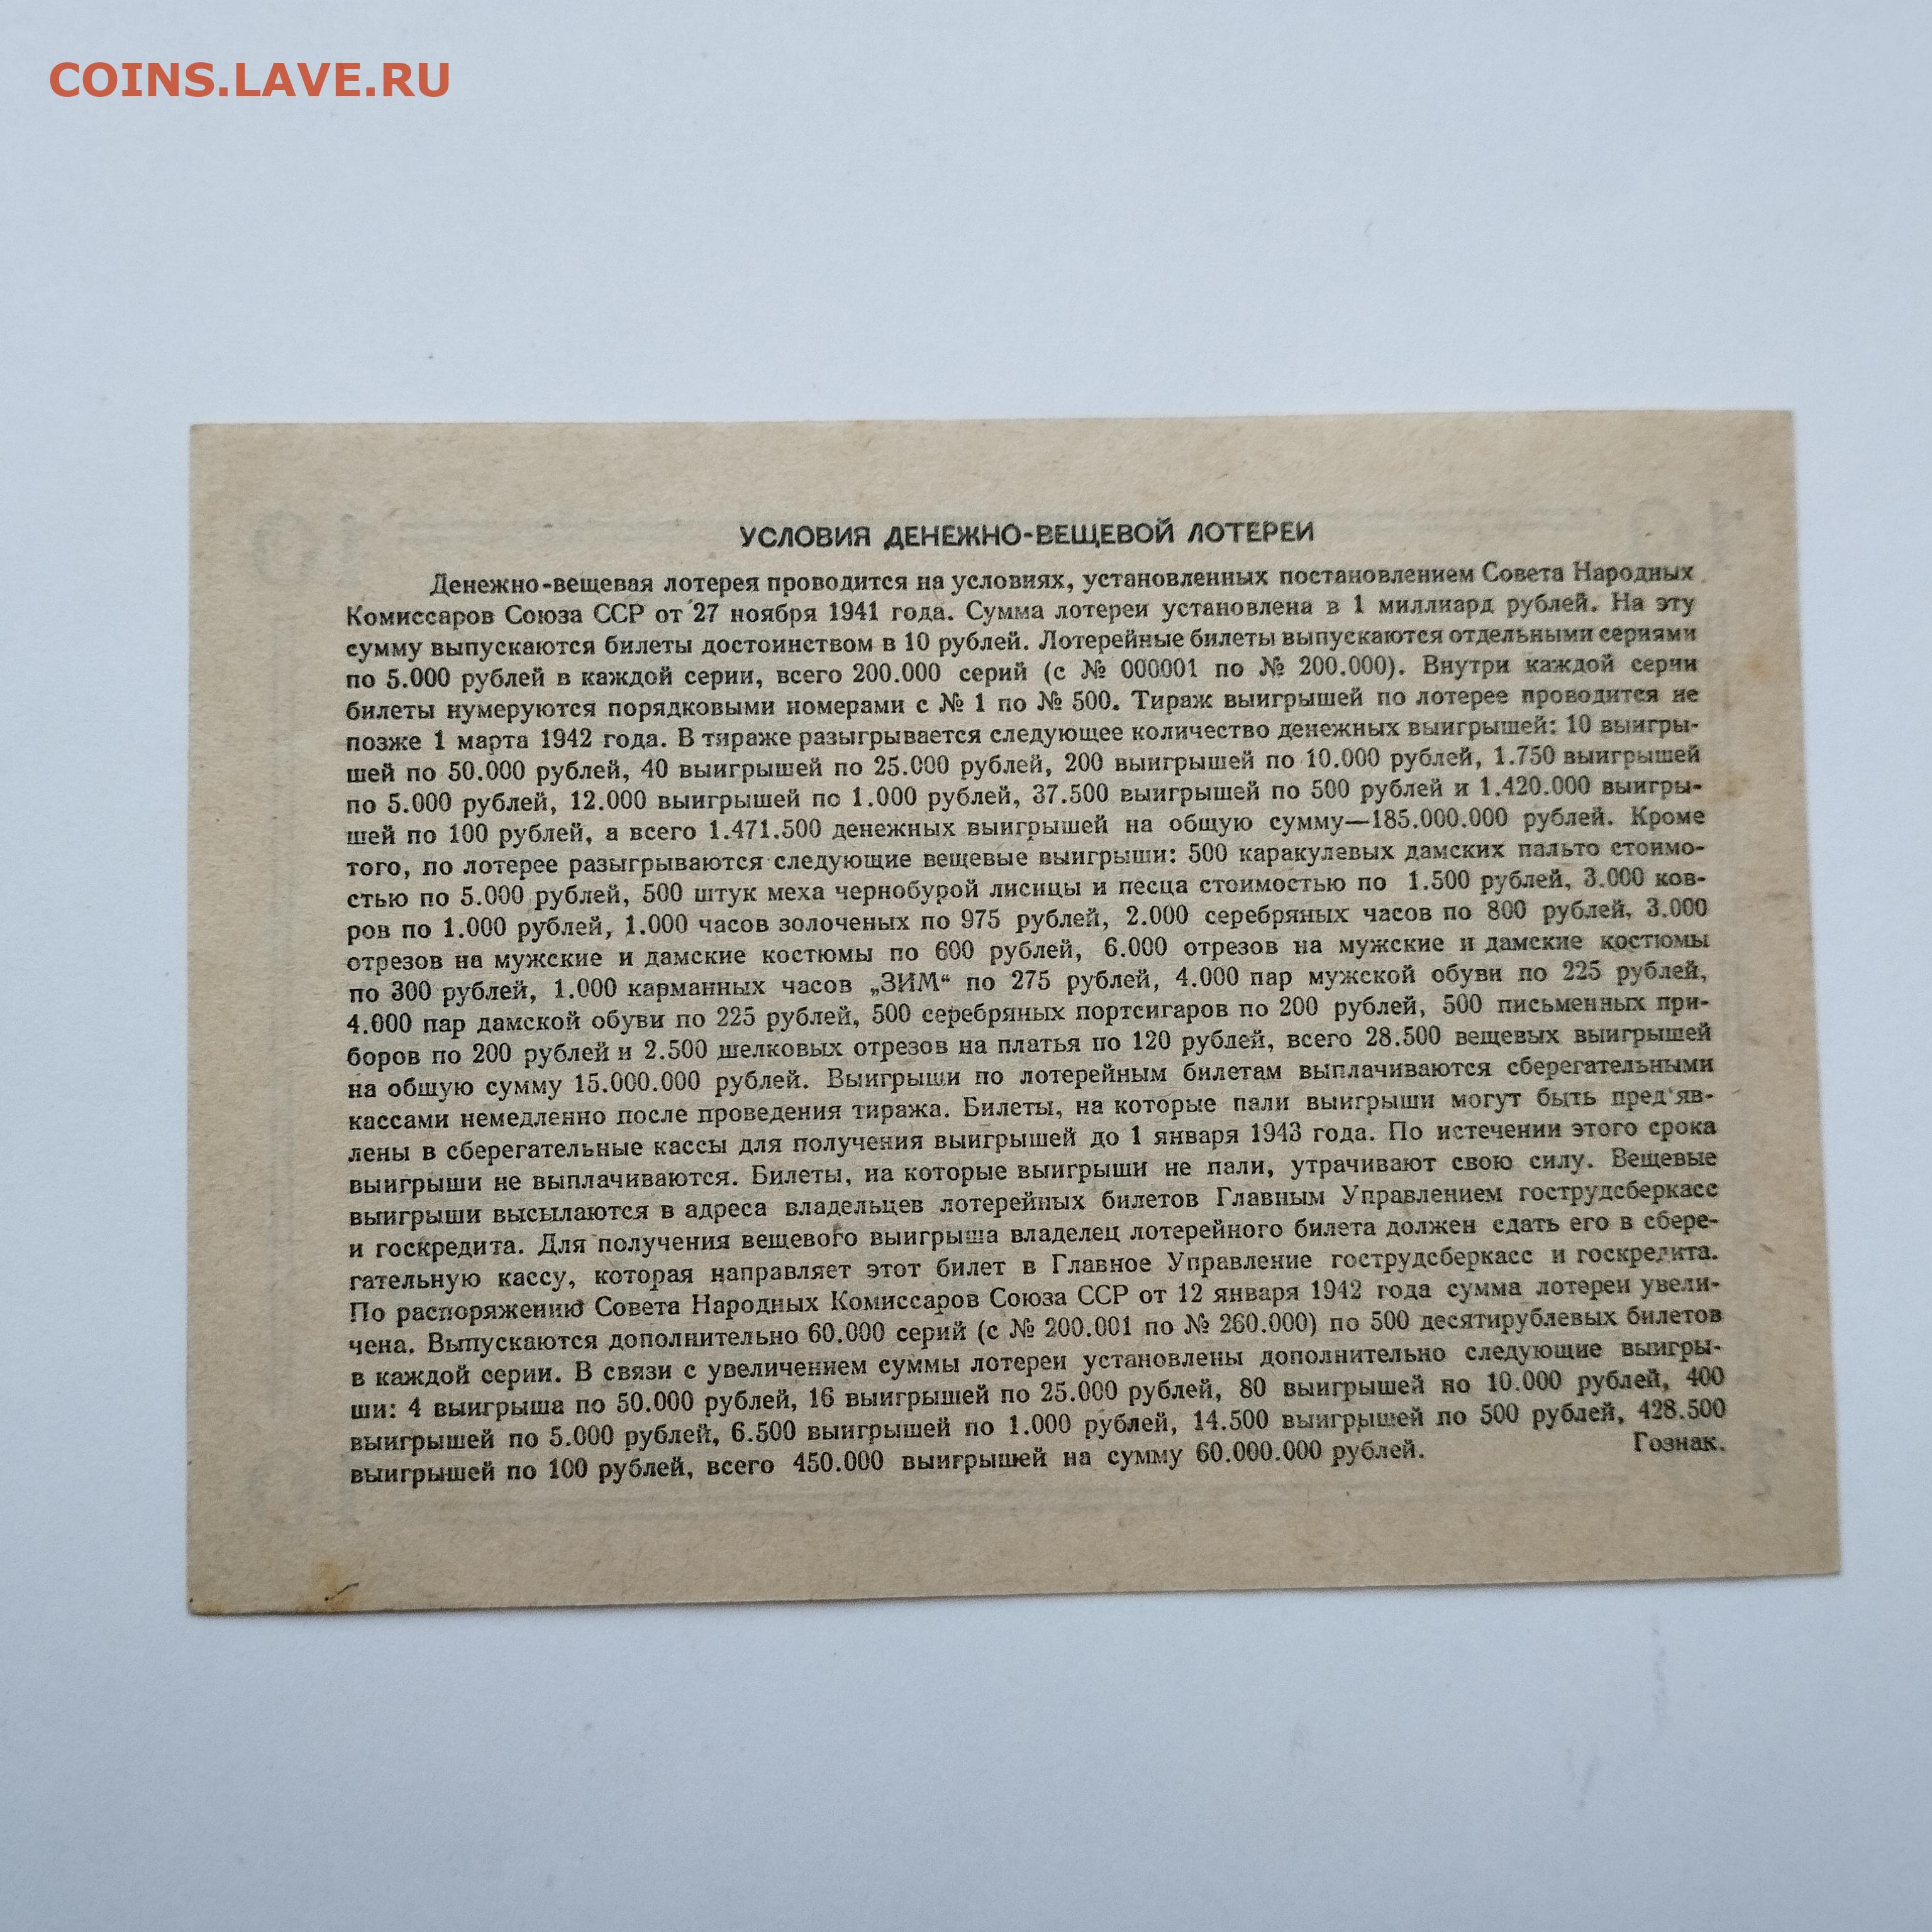 COINS.LAVE.RU
УСЛОВИЯ ДЕНЕЖНО-ВЕЩЕВОЙ ЛОТЕРЕИ
Денежно-вещевая лотерея проводится на условиях, установленных постановлением Совета Народных
Комиссаров Союза ССР от 27 ноября 1941 года. Сумма лотереи установлена в 1 миллиард рублей. На эту
сумму выпускаются билеты достоинством в 10 рублей. Лотерейные билеты выпускаются отдельными сериями
по 5.000 рублей в каждой серии, всего 200.000 серий (с № 000001 по № 200.000). Внутри каждой серии
билеты нумеруются порядковыми номерами с № 1 по № 500. Тираж выигрышей по лотерее проводится не
позже 1 марта 1942 года. В тираже разыгрывается следующее количество денежных выигрышей: 10 выигры-
шей по 50.000 рублей, 40 выигрышей по 25.000 рублей, 200 выигрышей по 10.000 рублей, 1.750 выигрышей
по 5.000 рублей, 12.000 выигрышей по 1.000 рублей, 37.500 выигрышей по 500 рублей и 1.420.000 выигры-
шей по 100 рублей, а всего 1.471.500 денежных выигрышей на общую сумму—185.000.000 рублей. Кроме
того, по лотерее разыгрываются следующие вещевые выигрыши: 500 каракулевых дамских пальто стоимо-
стью по 5.000 рублей, 500 штук меха чернобурой лисицы и песца стоимостью по 1.500 рублей, 3.000 ков-
ров по 1.000 рублей, 1.000 часов золоченых по 975 рублей, 2.000 серебряных часов по 800 рублей, 3.000
отрезов на мужские и дамские костюмы по 600 рублей, 6.000 отрезов на мужские и дамские костюмы
по 300 рублей, 1.000 карманных часов „ЗИМ“ по 275 рублей, 4.000 пар мужской обуви по 225 рублей,
4.000 пар дамской обуви по 225 рублей, 500 серебряных портсигаров по 200 рублей, 500 письменных при-
боров по 200 рублей и 2.500 шелковых отрезов на платья по 120 рублей, всего 28.500 вещевых выигрышей
на общую сумму 15.000.000 рублей. Выигрыши по лотерейным билетам выплачиваются сберегательными
кассами немедленно после проведения тиража. Билеты, на которые пали выигрыши могут быть пред‘яв-
лены в сберегательные кассы для получения выигрышей до 1 января 1943 года. По истечении этого срока
выигрыши не выплачиваются. Билеты, на которые выигрыши не пали, утрачивают свою силу. Вещевые
выигрыши высылаются в адреса владельцев лотерейных билетов Главным Управлением гострудсберкасс
и госкредита. Для получения вещевого выигрыша владелец лотерейного билета должен сдать его в сбере-
гательную кассу, которая направляет этот билет в Главное Управление гострудсберкасс и госкредита.
По распоряжению Совета Народных Комиссаров Союза ССР от 12 января 1942 года сумма лотереи увели-
чена. Выпускаются дополнительно 60.000 серий (с № 200.001 по № 260.000) по 500 десятирублевых билетов
в каждой серии. В связи с увеличением суммы лотереи установлены дополнительно следующие выигры-
ши: 4 выигрыша по 50.000 рублей, 16 выигрышей по 25.000 рублей, 80 выигрышей по 10.000 рублей, 400
выигрышей по 5.000 рублей, 6.500 выигрышей по 1.000 рублей, 14.500 выигрышей по 500 рублей, 428.500
выигрышей по 100 рублей, всего 450.000 выигрышей на сумму 60.000.000 рублей. Гознак.